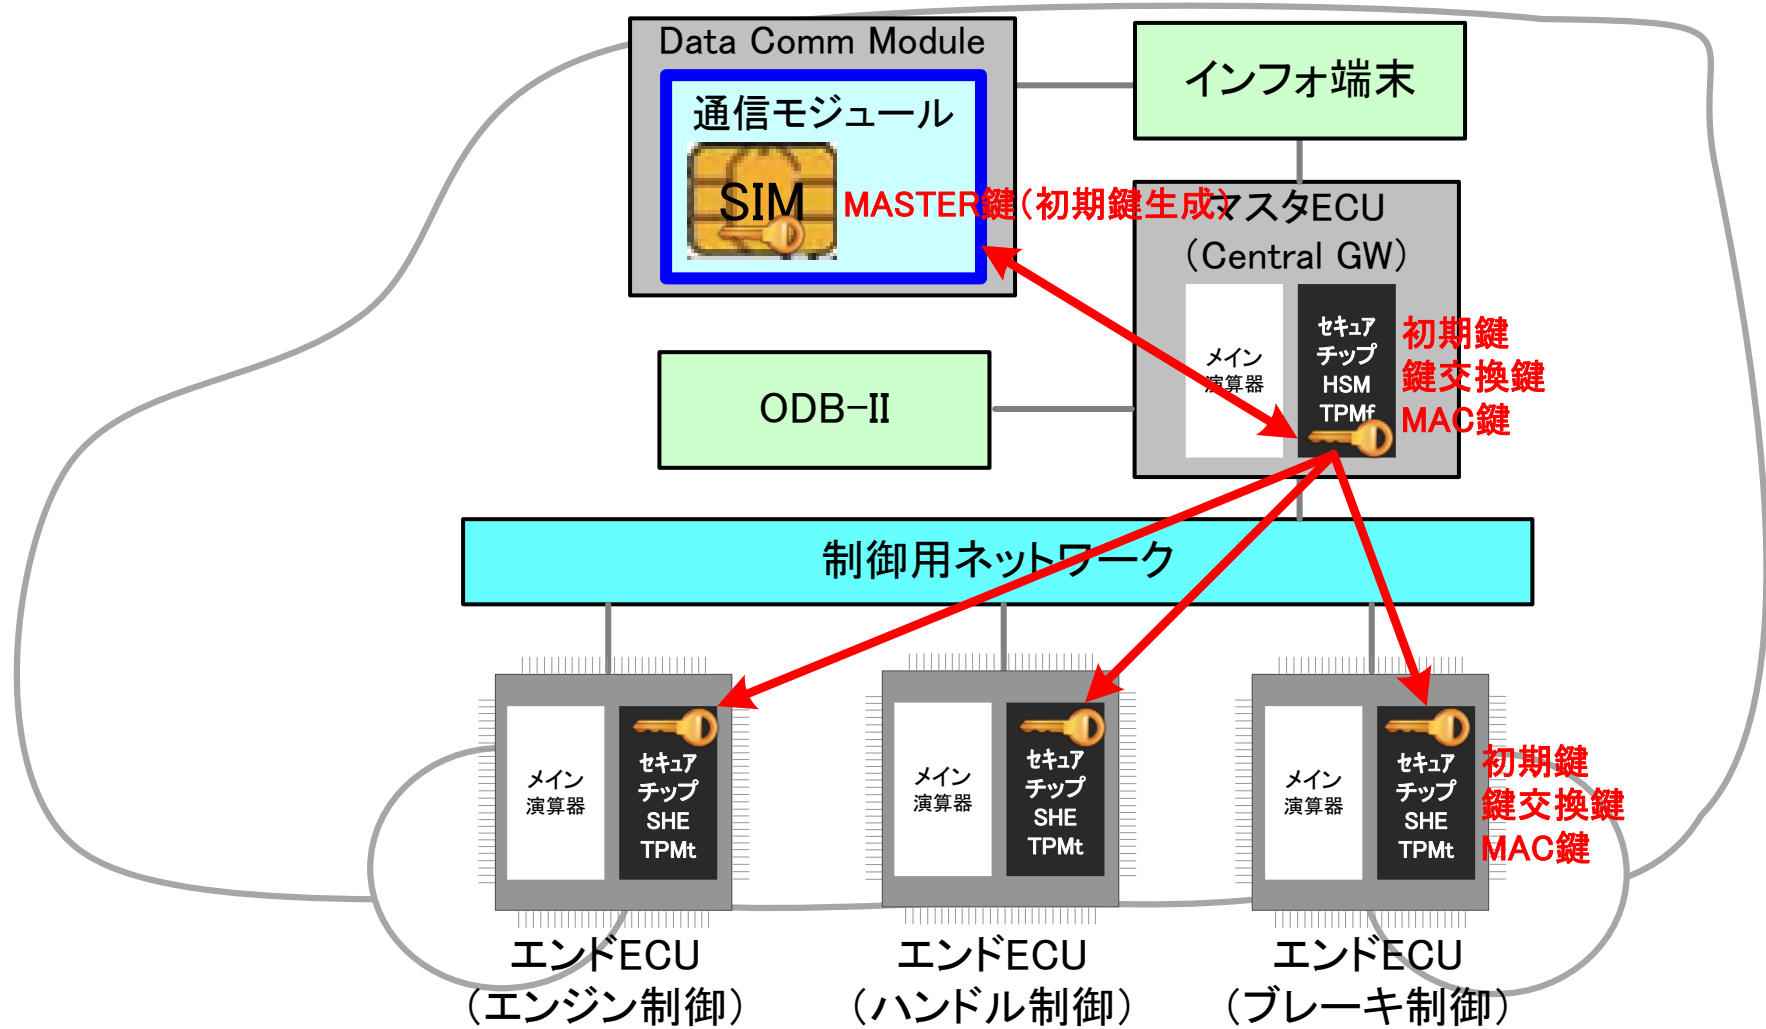 Data Comm Module
通信モジュール
SIM
MASTER鍵（初期鍵生成）
インフォ端末
マスタECU
（Central GW）
メイン
演算器
セキュア
チップ
HSM
TPMf
初期鍵
鍵交換鍵
MAC鍵
ODB-II
制御用ネットワーク
メイン
演算器
セキュア
チップ
SHE
TPMt
エンドECU
（エンジン制御）
メイン
演算器
セキュア
チップ
SHE
TPMt
エンドECU
（ハンドル制御）
メイン
演算器
セキュア
チップ
SHE
TPMt
初期鍵
鍵交換鍵
MAC鍵
エンドECU
（ブレーキ制御）